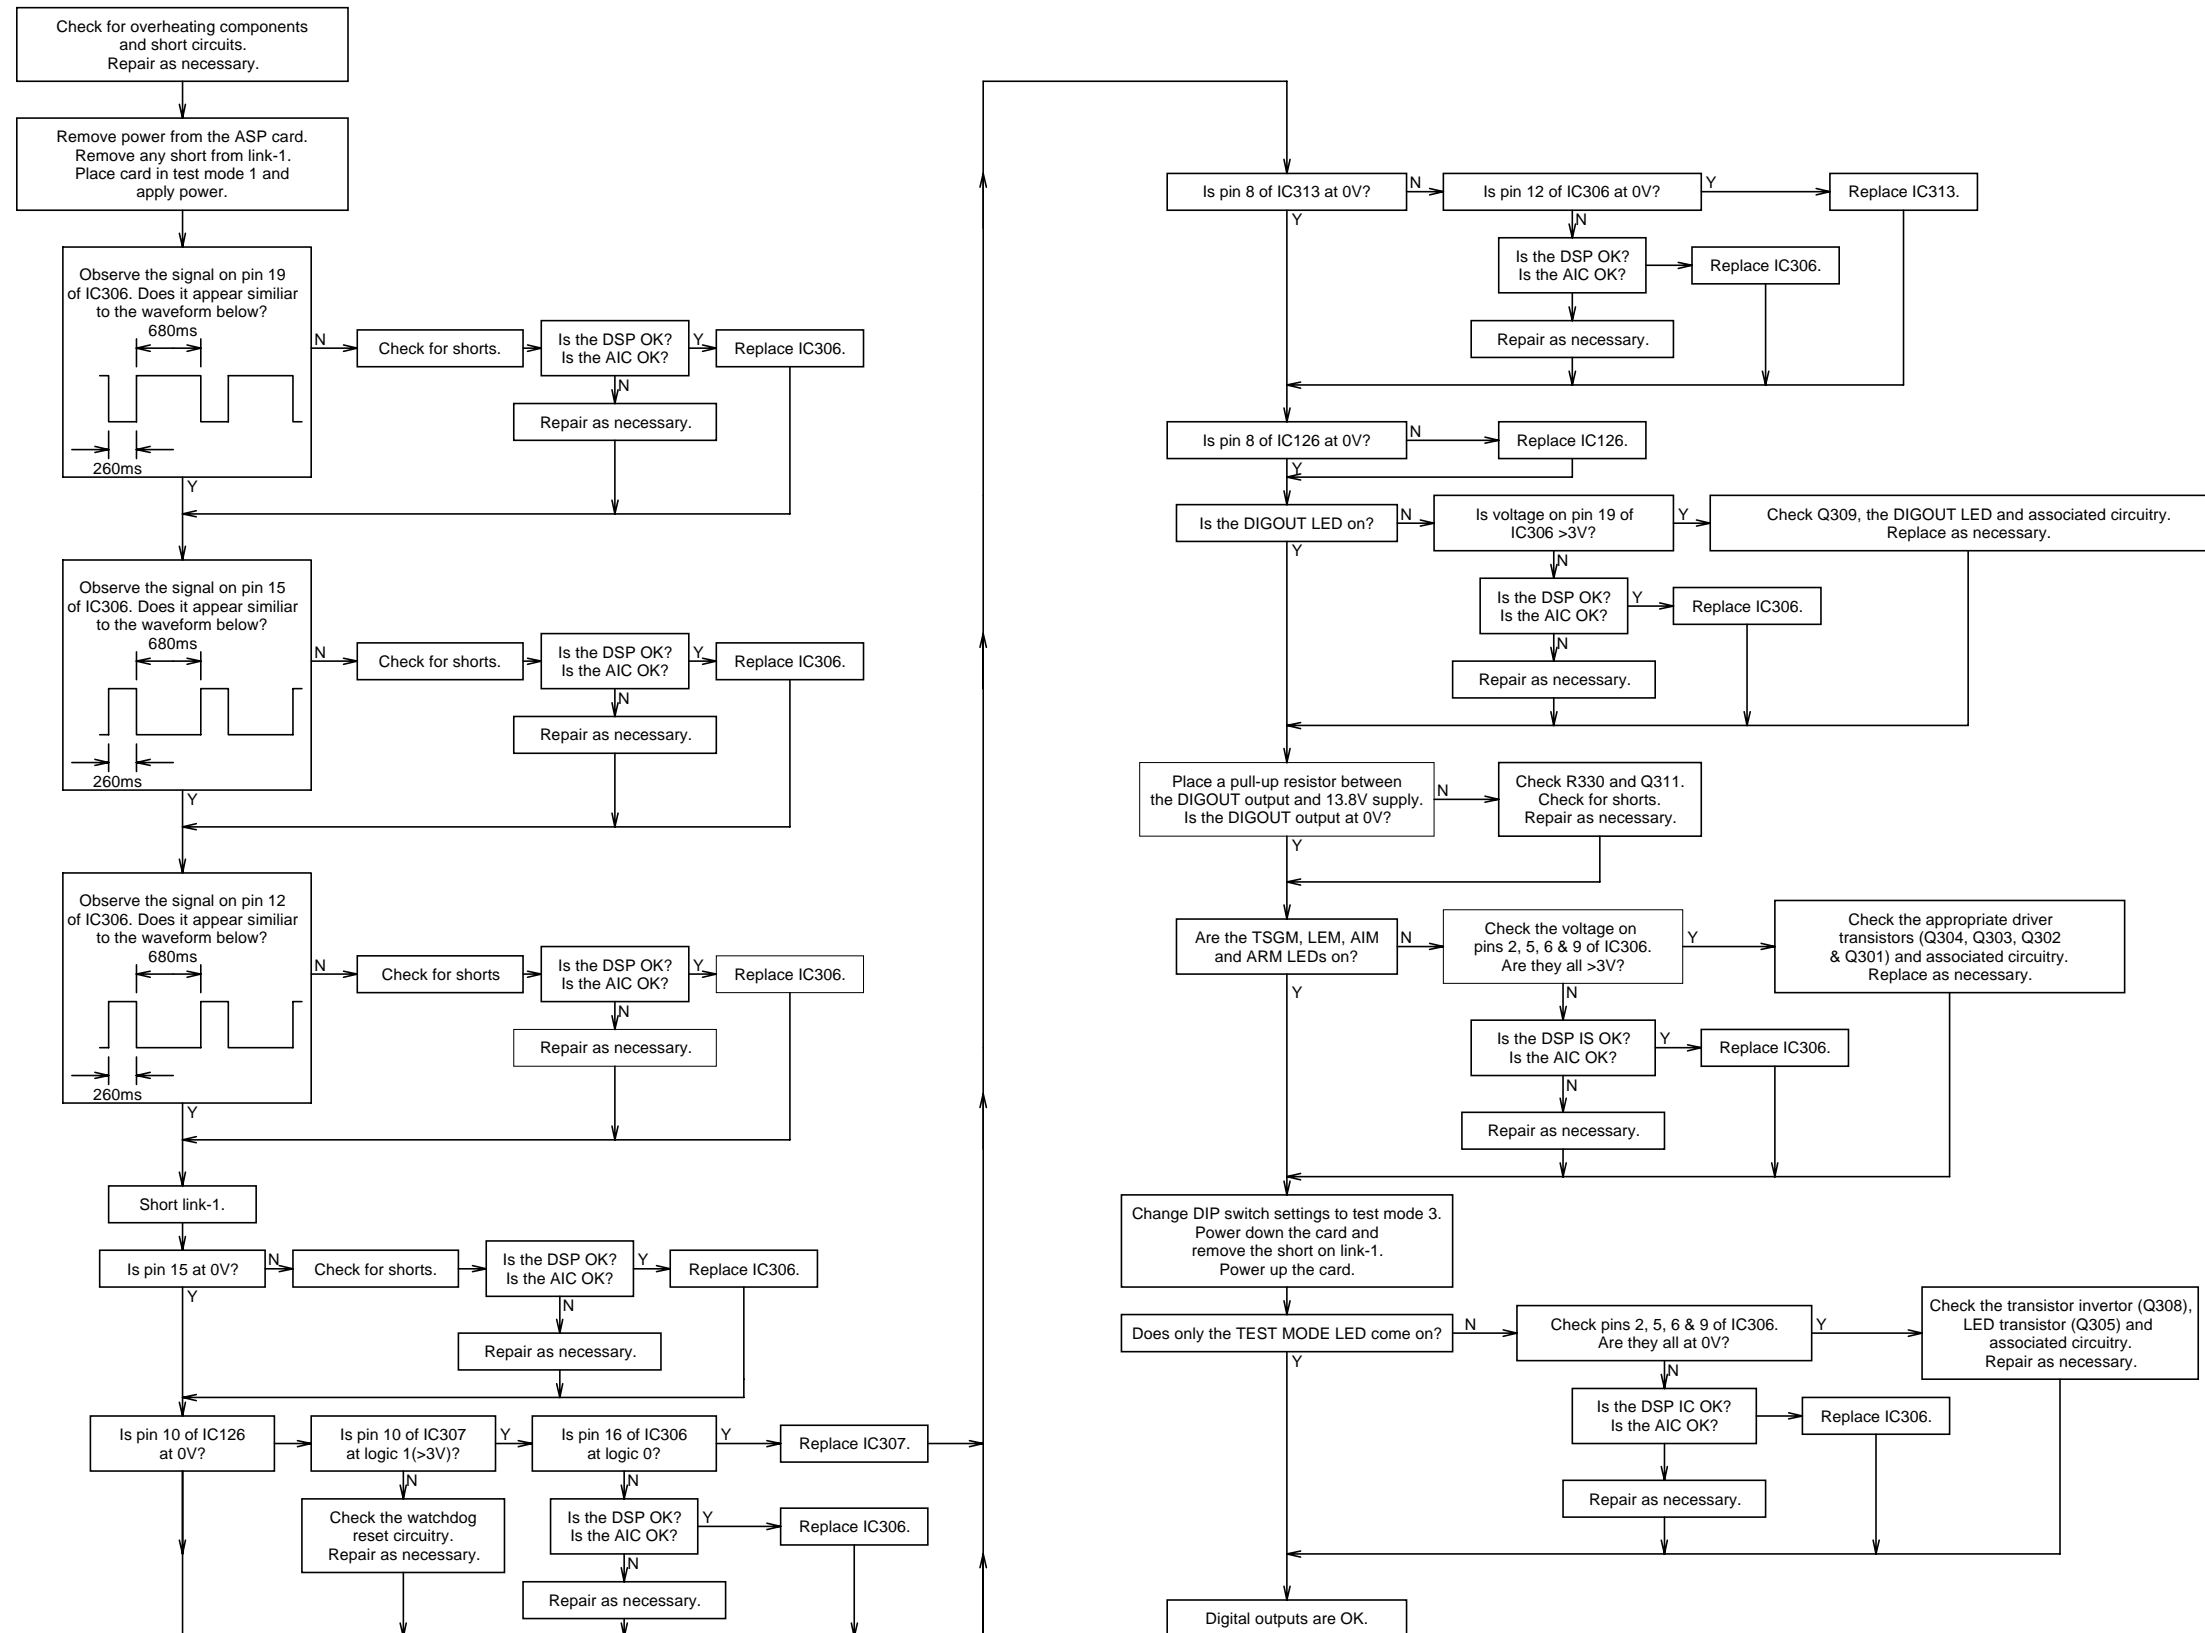 Check for overheating components
and short circuits.
Repair as necessary.
Remove power from the ASP card.
Remove any short from link-1.
Place card in test mode 1 and
apply power.
Observe the signal on pin 19
of IC306. Does it appear similiar
to the waveform below?
680ms
260ms
N
Y
Check for shorts.
Is the DSP OK?
Is the AIC OK?
Y
N
Replace IC306.
Repair as necessary.
Observe the signal on pin 15
of IC306. Does it appear similiar
to the waveform below?
680ms
260ms
N
Y
Check for shorts.
Is the DSP OK?
Is the AIC OK?
Y
N
Replace IC306.
Repair as necessary.
Observe the signal on pin 12
of IC306. Does it appear similiar
to the waveform below?
680ms
260ms
N
Y
Check for shorts
Is the DSP OK?
Is the AIC OK?
Y
N
Replace IC306.
Repair as necessary.
Short link-1.
Is pin 15 at 0V?
N
Y
Check for shorts.
Is the DSP OK?
Is the AIC OK?
Y
N
Replace IC306.
Repair as necessary.
Is pin 10 of IC126
at 0V?
Is pin 10 of IC307
at logic 1(>3V)?
Y
N
Check the watchdog
reset circuitry.
Repair as necessary.
Is pin 16 of IC306
at logic 0?
Y
N
Replace IC307.
Is the DSP OK?
Is the AIC OK?
Y
N
Replace IC306.
Repair as necessary.
Is pin 8 of IC313 at 0V?
N
Y
Is pin 12 of IC306 at 0V?
Y
N
Replace IC313.
Is the DSP OK?
Is the AIC OK?
Replace IC306.
Repair as necessary.
Is pin 8 of IC126 at 0V?
N
Y
Replace IC126.
Is the DIGOUT LED on?
N
Y
Is voltage on pin 19 of
IC306 >3V?
Y
N
Check Q309, the DIGOUT LED and associated circuitry.
Replace as necessary.
Is the DSP OK?
Is the AIC OK?
Y
N
Replace IC306.
Repair as necessary.
Place a pull-up resistor between
the DIGOUT output and 13.8V supply.
Is the DIGOUT output at 0V?
N
Y
Check R330 and Q311.
Check for shorts.
Repair as necessary.
Are the TSGM, LEM, AIM
and ARM LEDs on?
N
Y
Check the voltage on
pins 2, 5, 6 & 9 of IC306.
Are they all >3V?
Y
N
Check the appropriate driver
transistors (Q304, Q303, Q302
& Q301) and associated circuitry.
Replace as necessary.
Is the DSP IS OK?
Is the AIC OK?
Y
N
Replace IC306.
Repair as necessary.
Change DIP switch settings to test mode 3.
Power down the card and
remove the short on link-1.
Power up the card.
Does only the TEST MODE LED come on?
N
Y
Check pins 2, 5, 6 & 9 of IC306.
Are they all at 0V?
Y
N
Check the transistor invertor (Q308),
LED transistor (Q305) and
associated circuitry.
Repair as necessary.
Is the DSP IC OK?
Is the AIC OK?
Replace IC306.
Repair as necessary.
Digital outputs are OK.